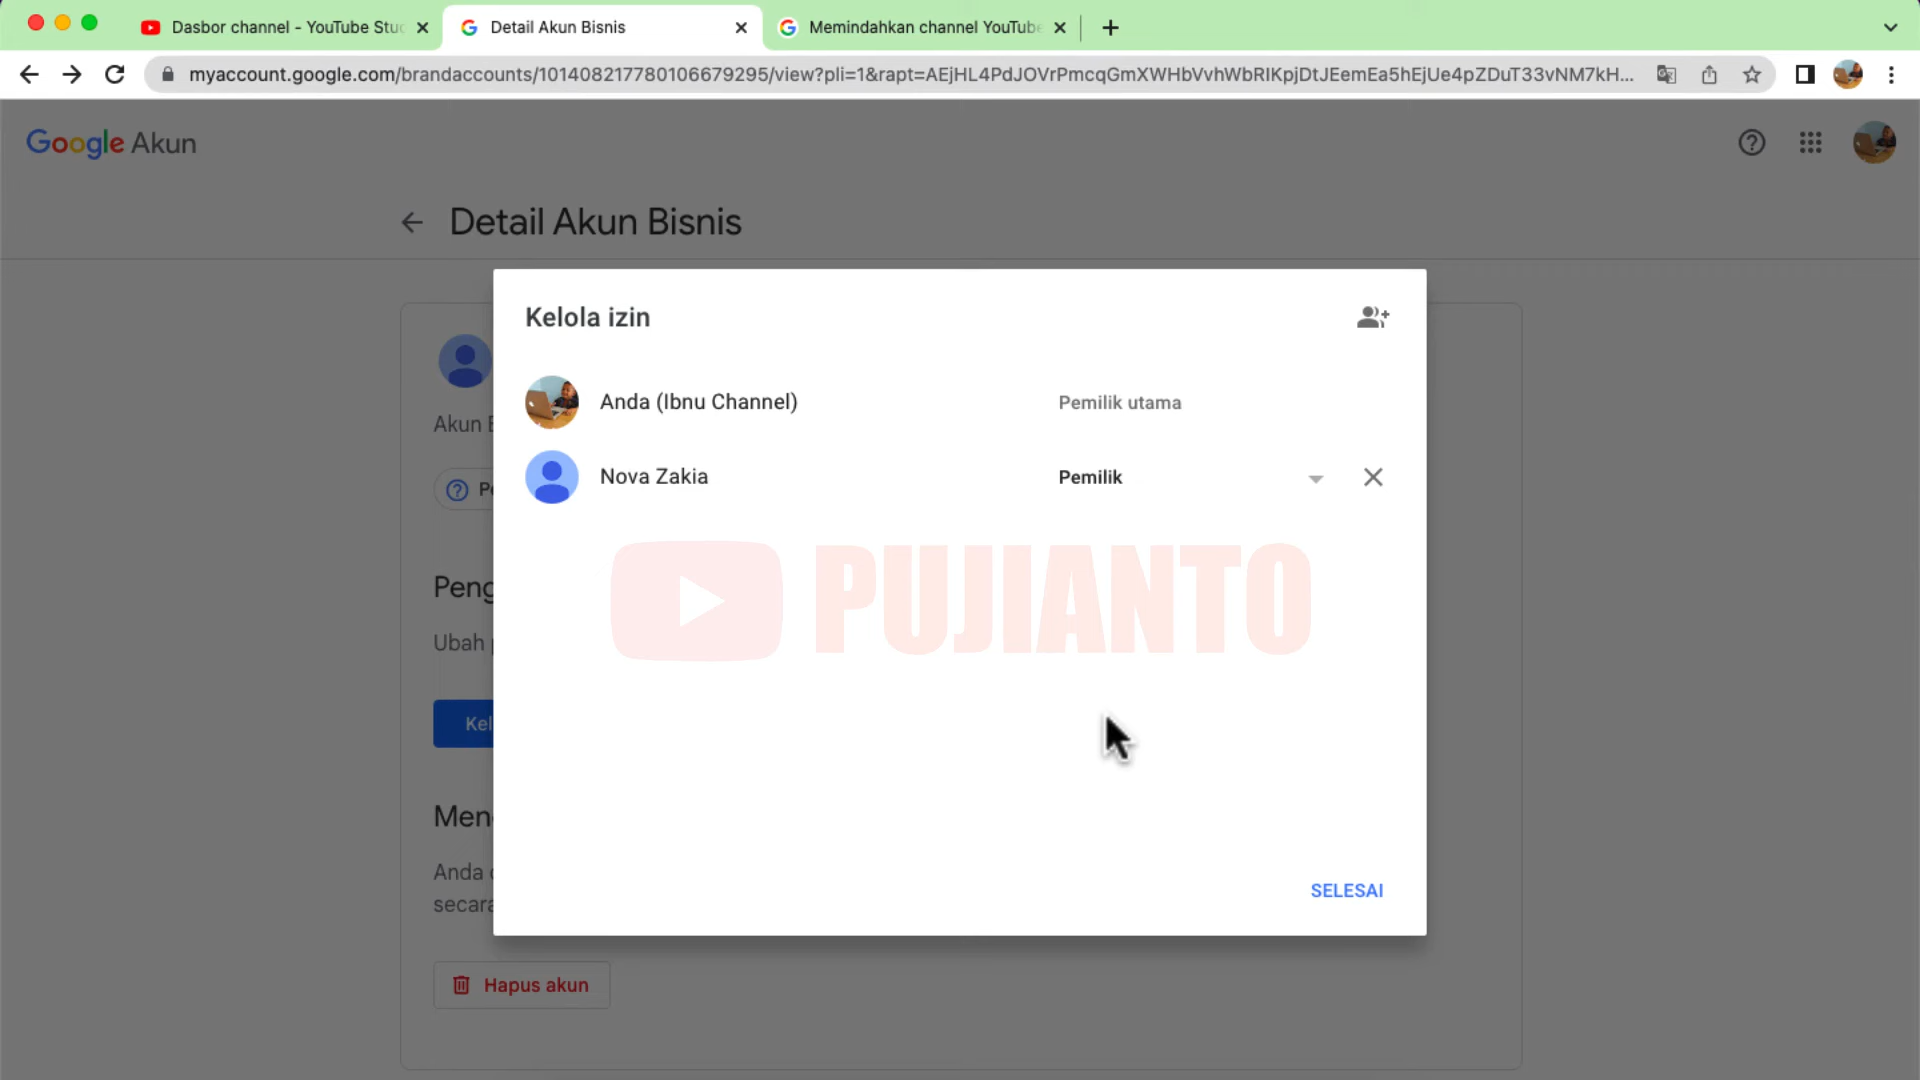 Dasbor channel - YouTube Stu
Detail Akun Bisnis
Memindahkan channel YouTube
myaccount.google.com/brandaccounts/101408217780106679295/view?pli=1&rapt=AEjHL4PdJOVrPmcqGmXWHbVvhWbRIKpjDtJEemEa5hEjUe4pZDuT33vNM7kH...
Google Akun
Detail Akun Bisnis
Kelola izin
Anda (Ibnu Channel)
Pemilik utama
Akun B
Nova Zakia
Pemilik
Pe
PUJIANTO
Peng
Ubah p
Kel
Men
Anda
secara
SELESAI
Hapus akun